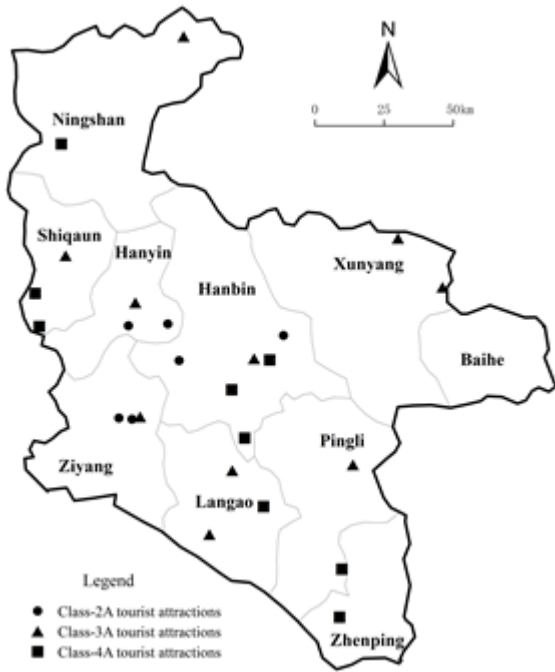 N
0 25 50km
Ningshan
Shiqaun
Hanyin
Hanbin
Xunyang
Baihe
Ziyang
Langao
Pingli
Zhenping
Legend
Class-2A tourist attractions
Class-3A tourist attractions
Class-4A tourist attractions